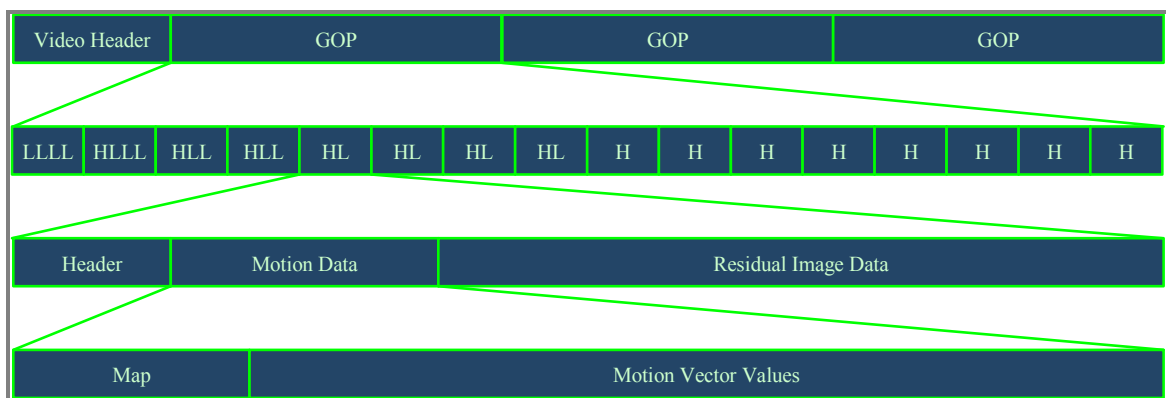 Video Header GOP GOP GOP
LLLL HLLL HLL HLL HL HL HL HL H H H H H H H H
Header Motion Data Residual Image Data
Map Motion Vector Values